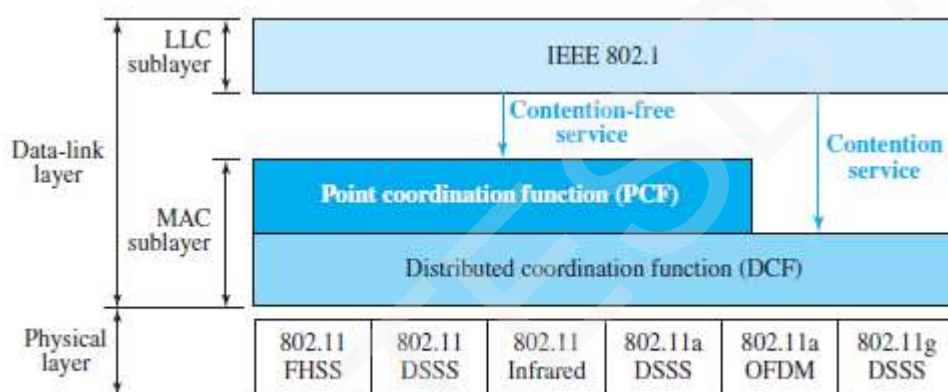 LLC
sublayer
IEEE 802.1
Contention-free
service
Contention
service
Data-link
layer
MAC
sublayer
Point coordination function (PCF)
Distributed coordination function (DCF)
Physical
layer
802.11
FHSS
802.11
DSSS
802.11
Infrared
802.11a
DSSS
802.11a
OFDM
802.11g
DSSS